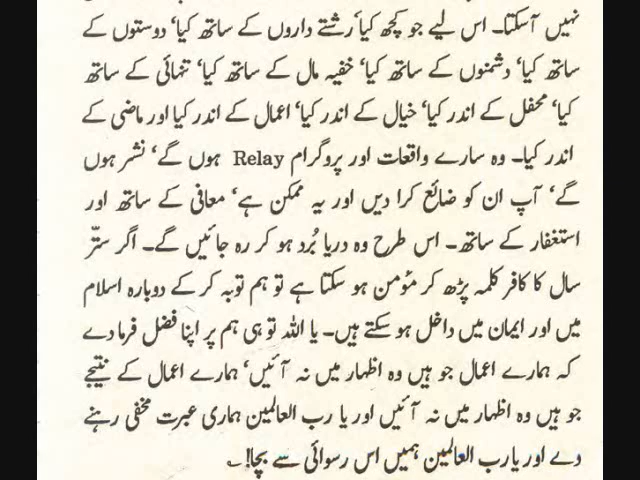 نہیں آسکتا۔ اس لیے جو کچھ کیا‘ رشتے داروں کے ساتھ کیا‘ دوستوں کے
ساتھ کیا‘ دشمنوں کے ساتھ کیا‘ خفیہ مال کے ساتھ کیا‘ تنہائی کے ساتھ
کیا‘ محفل کے اندر کیا‘ خیال کے اندر کیا‘ اعمال کے اندر کیا اور ماضی کے
اندر کیا۔ وہ سارے واقعات اور پروگرام Relay ہوں گے‘ نشر ہوں
گے‘ آپ ان کو ضائع کرا دیں اور یہ ممکن ہے‘ معافی کے ساتھ اور
استغفار کے ساتھ۔ اس طرح وہ دریا بُرد ہو کر رہ جائیں گے۔ اگر ستّر
سال کا کافر کلمہ پڑھ کر مؤمن ہو سکتا ہے تو ہم توبہ کر کے دوبارہ اسلام
میں اور ایمان میں داخل ہو سکتے ہیں۔ یا اللہ تو ہی ہم پر اپنا فضل فرما دے
کہ ہمارے اعمال جو ہیں وہ اظہار میں نہ آئیں‘ ہمارے اعمال کے نتیجے
جو ہیں وہ اظہار میں نہ آئیں اور یا رب العالمین ہماری عبرت مخفی رہنے
دے اور یا رب العالمین ہمیں اس رسوائی سے بچا! ۔